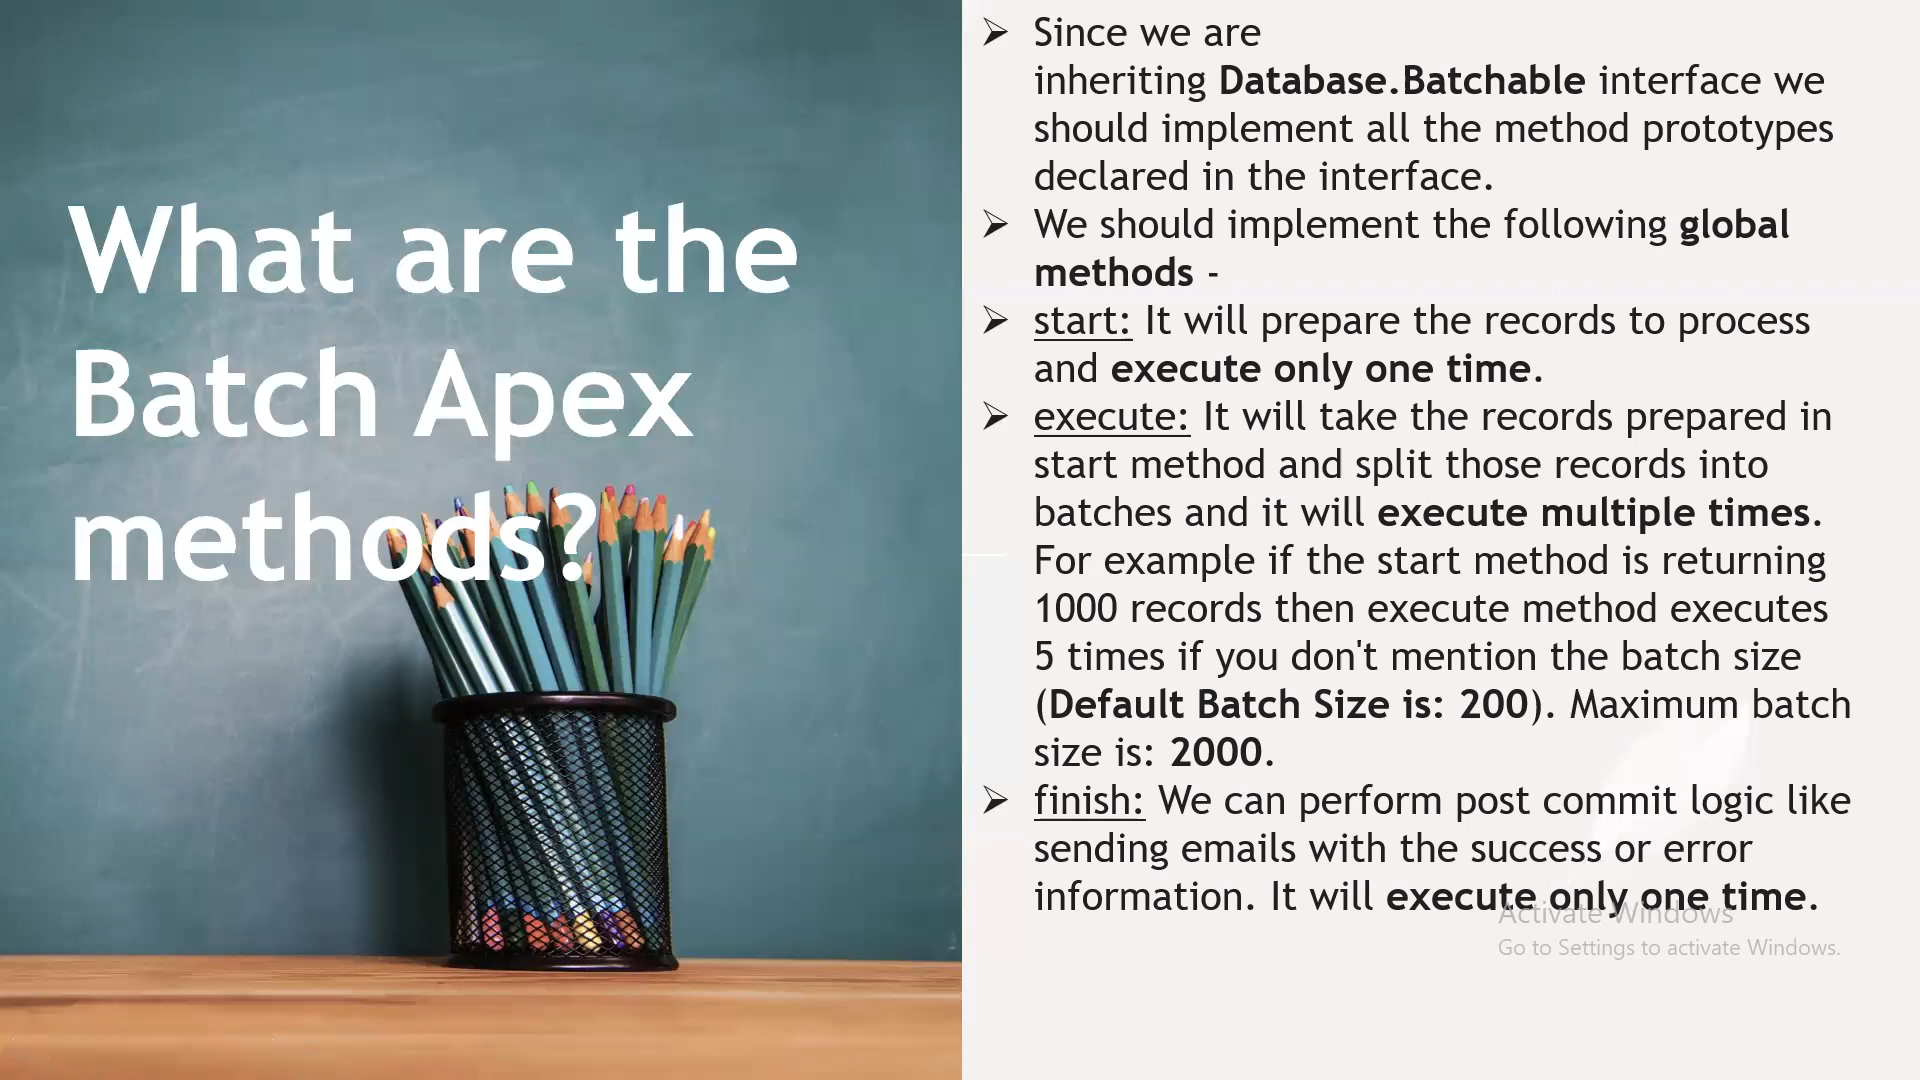 What are the
Batch Apex
methods?
➢ Since we are
inheriting Database.Batchable interface we
should implement all the method prototypes
declared in the interface.
➢ We should implement the following global
methods -
➢ start: It will prepare the records to process
and execute only one time.
➢ execute: It will take the records prepared in
start method and split those records into
batches and it will execute multiple times.
For example if the start method is returning
1000 records then execute method executes
5 times if you don't mention the batch size
(Default Batch Size is: 200). Maximum batch
size is: 2000.
➢ finish: We can perform post commit logic like
sending emails with the success or error
information. It will execute only one time.
Activate Windows
Go to Settings to activate Windows.